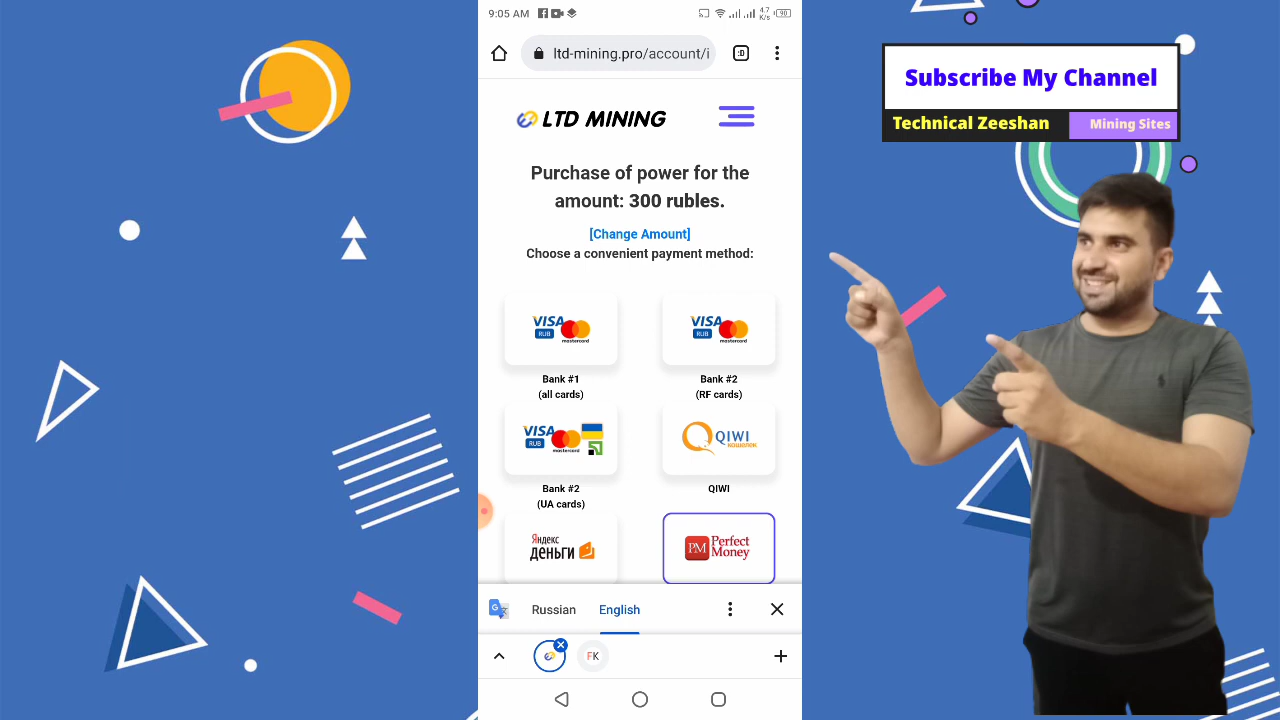 9:05 AM
4.7
K/s
90
ltd-mining.pro/account/i
:D
LTD MINING
Purchase of power for the
amount: 300 rubles.
[Change Amount]
Choose a convenient payment method:
VISA
RUB
mastercard
VISA
RUB
mastercard
Bank #1
(all cards)
Bank #2
(RF cards)
VISA
RUB
mastercard
QIWI
кошелек
Bank #2
(UA cards)
QIWI
Яндекс
деньги
PM Perfect
Money
Russian
English
FK
Subscribe My Channel
Technical Zeeshan
Mining Sites